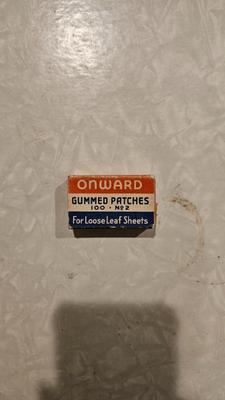 ONWARD
GUMMED PATCHES
100 • No 2
For Loose Leaf Sheets